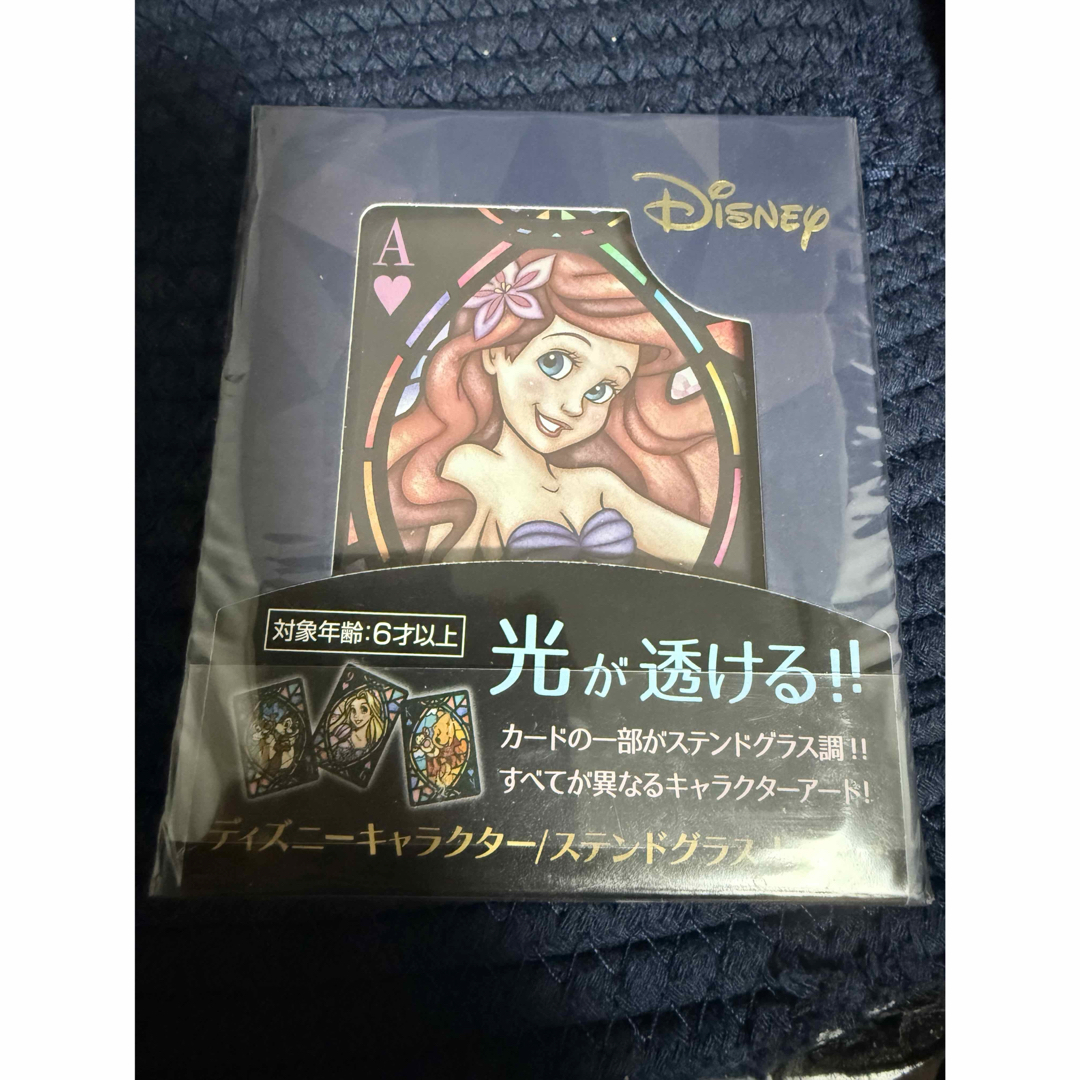 DISNEY
A
対象年齢:6才以上
光が透ける!!
カードの一部がステンドグラス調!!
すべてが異なるキャラクターアート!
ディズニーキャラクター/ステンドグラス